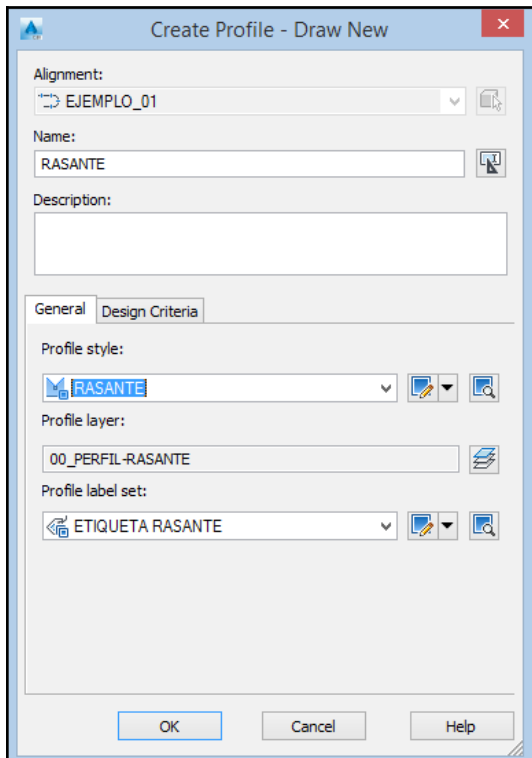 Create Profile - Draw New
Alignment:
EJEMPLO_01
Name:
RASANTE
Description:
General
Design Criteria
Profile style:
RASANTE
Profile layer:
00_PERFIL-RASANTE
Profile label set:
ETIQUETA RASANTE
OK
Cancel
Help